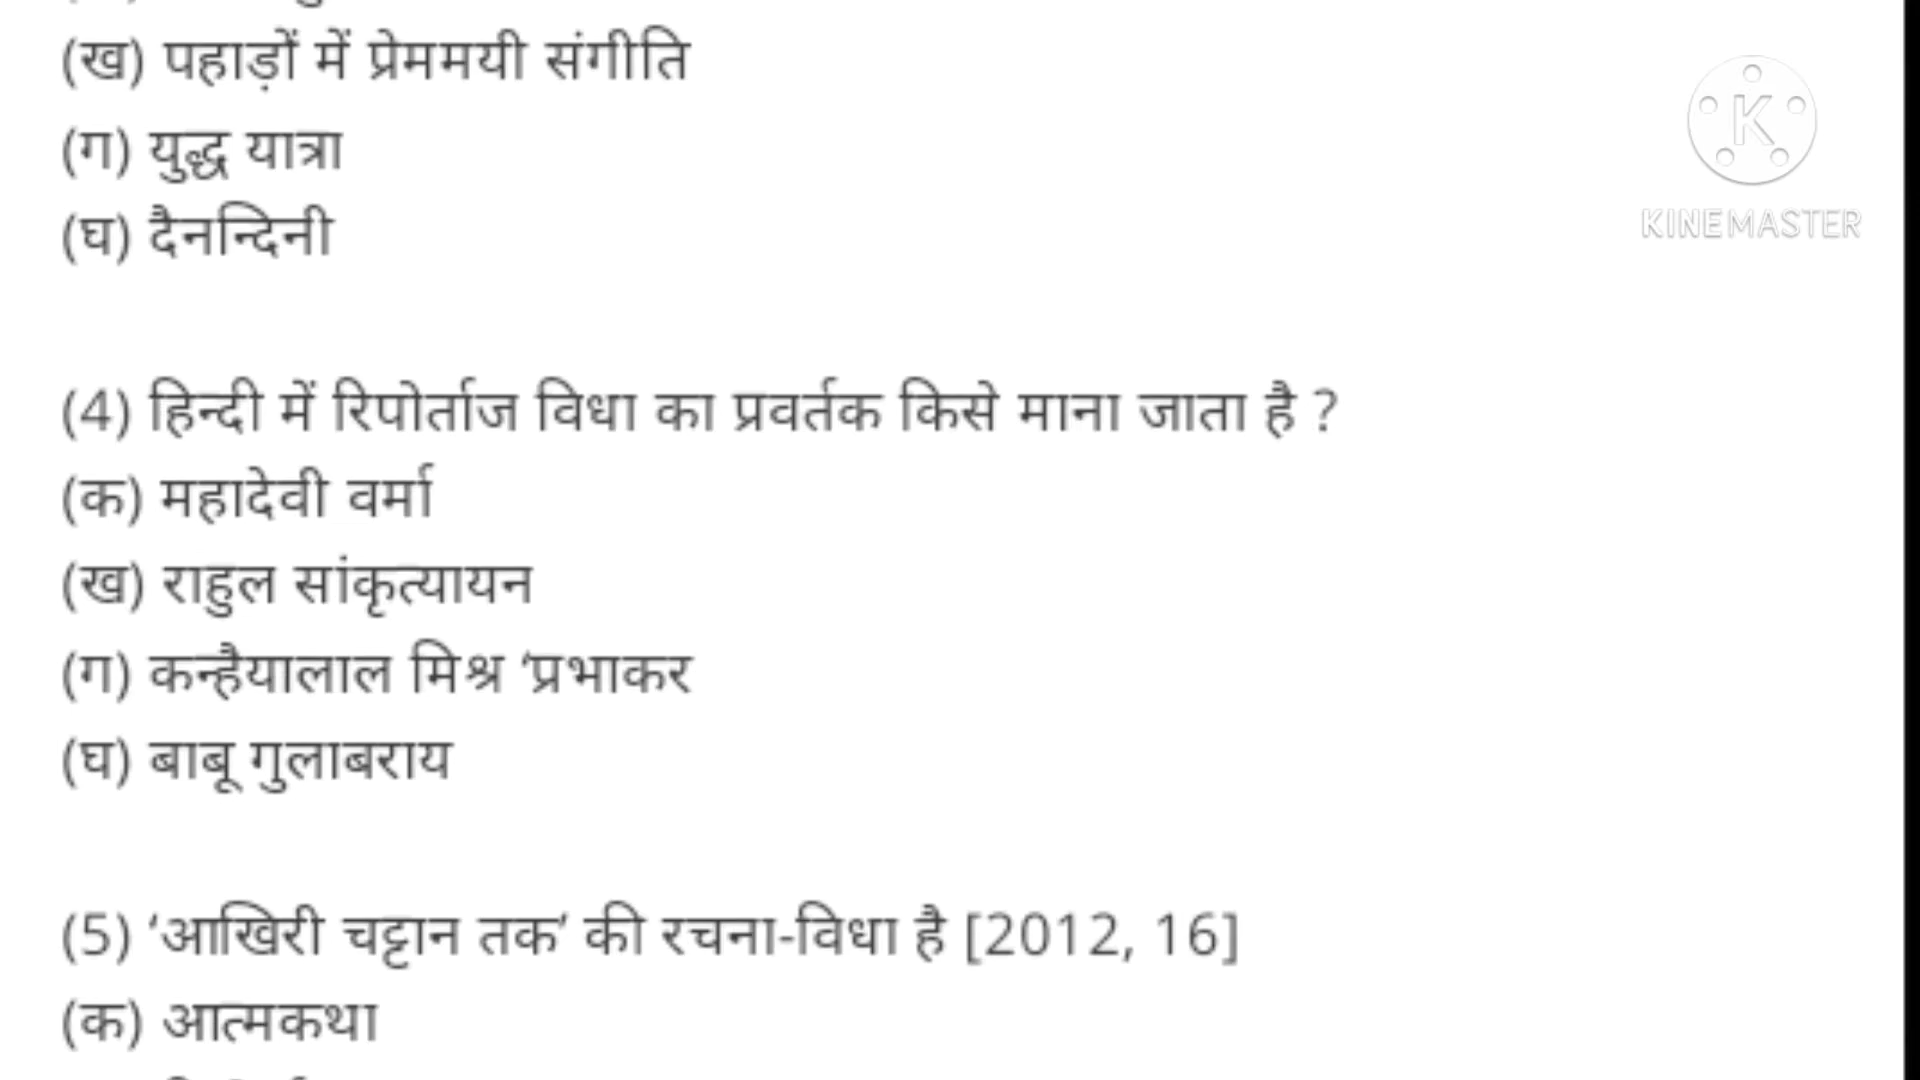 (ख) पहाड़ों में प्रेममयी संगीति
(ग) युद्ध यात्रा
(घ) दैनन्दिनी
KINEMASTER
(4) हिन्दी में रिपोर्ताज विधा का प्रवर्तक किसे माना जाता है ?
(क) महादेवी वर्मा
(ख) राहुल सांकृत्यायन
(ग) कन्हैयालाल मिश्र ‘प्रभाकर
(घ) बाबू गुलाबराय
(5) ‘आखिरी चट्टान तक’ की रचना-विधा है [2012, 16]
(क) आत्मकथा